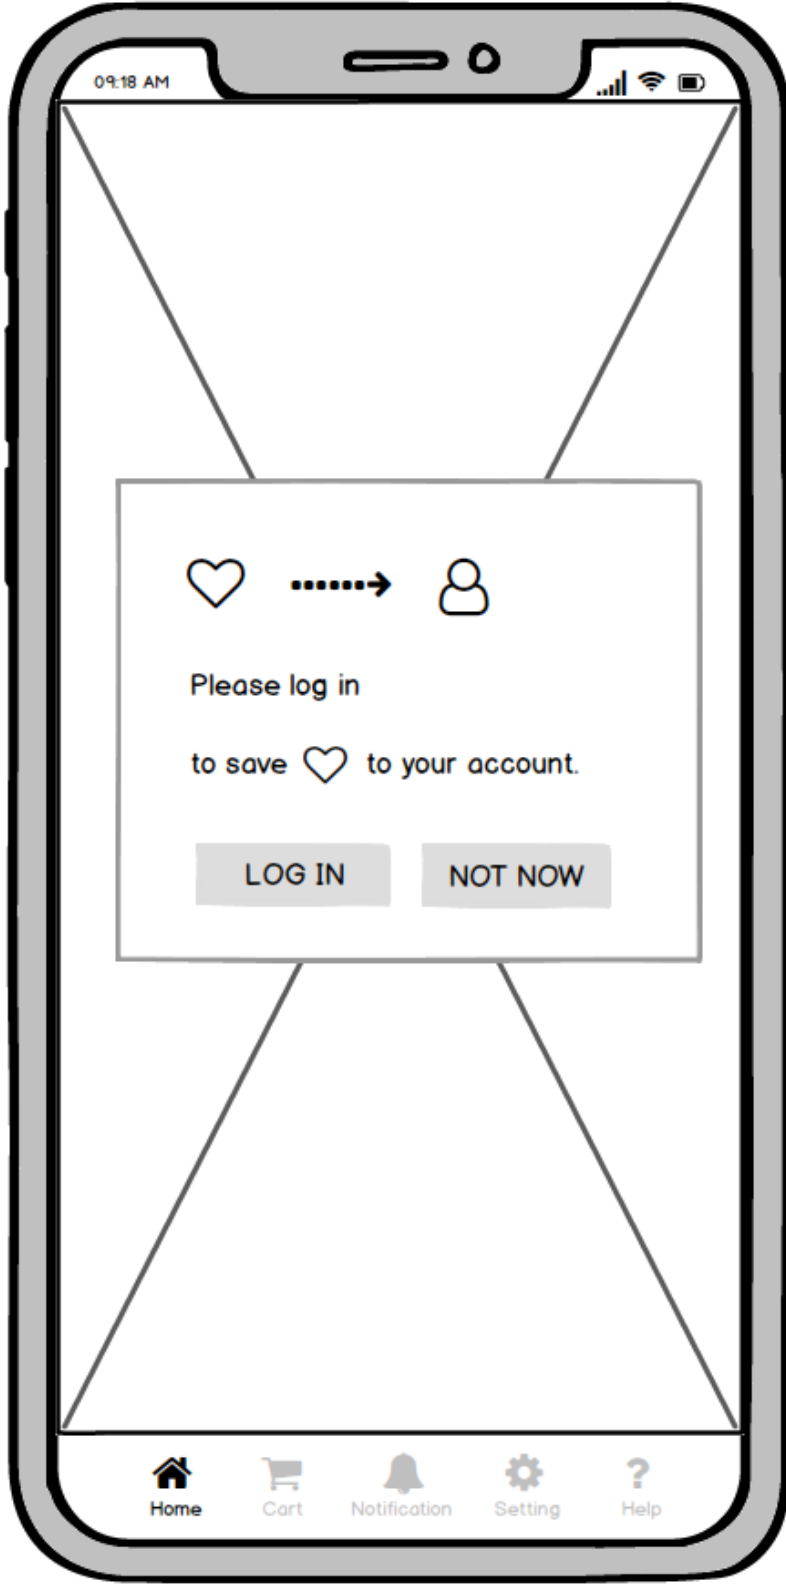 09:18 AM
Please log in
to save to your account.
LOG IN NOT NOW
Home Cart Notification Setting Help